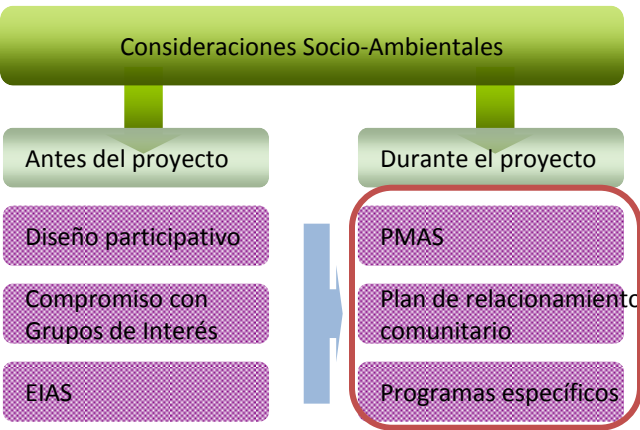 Consideraciones Socio-Ambientales
Antes del proyecto
Diseño participativo
Compromiso con
Grupos de Interés
EIAS
Durante el proyecto
PMAS
Plan de relacionamiento
comunitario
Programas específicos